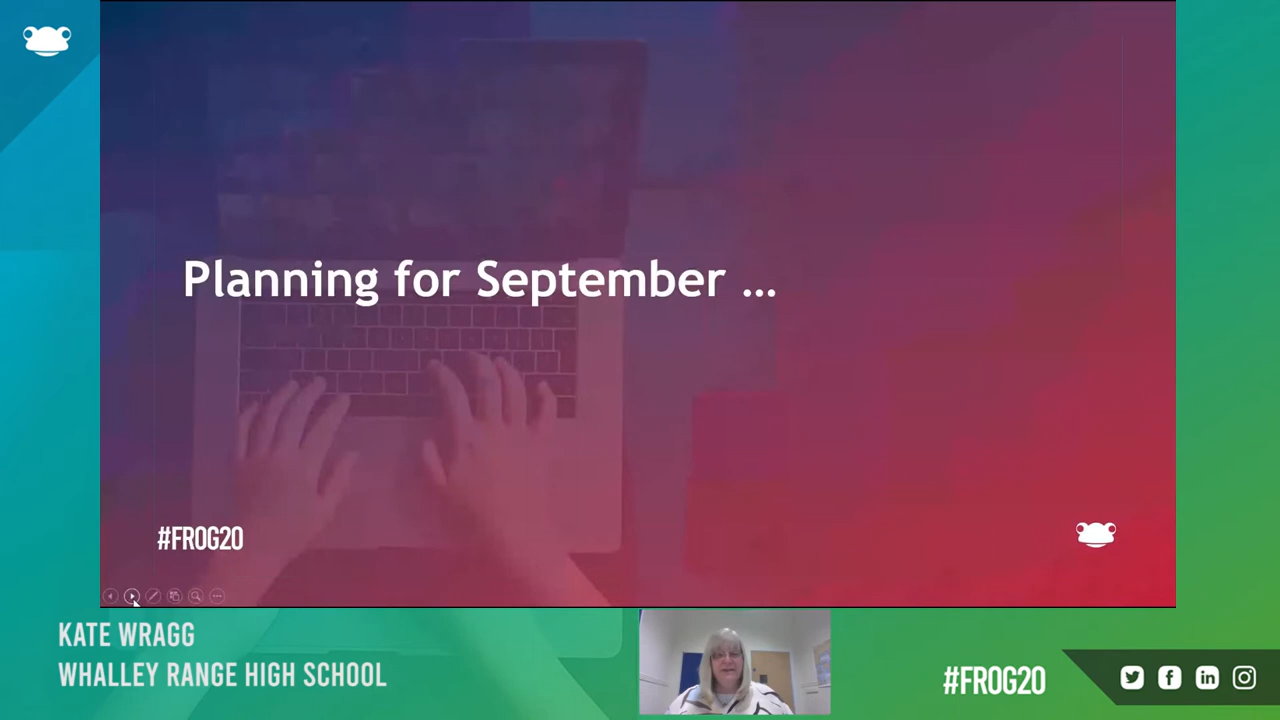 Planning for September ...
#FROG20
KATE WRAGG
WHALLEY RANGE HIGH SCHOOL
#FROG20